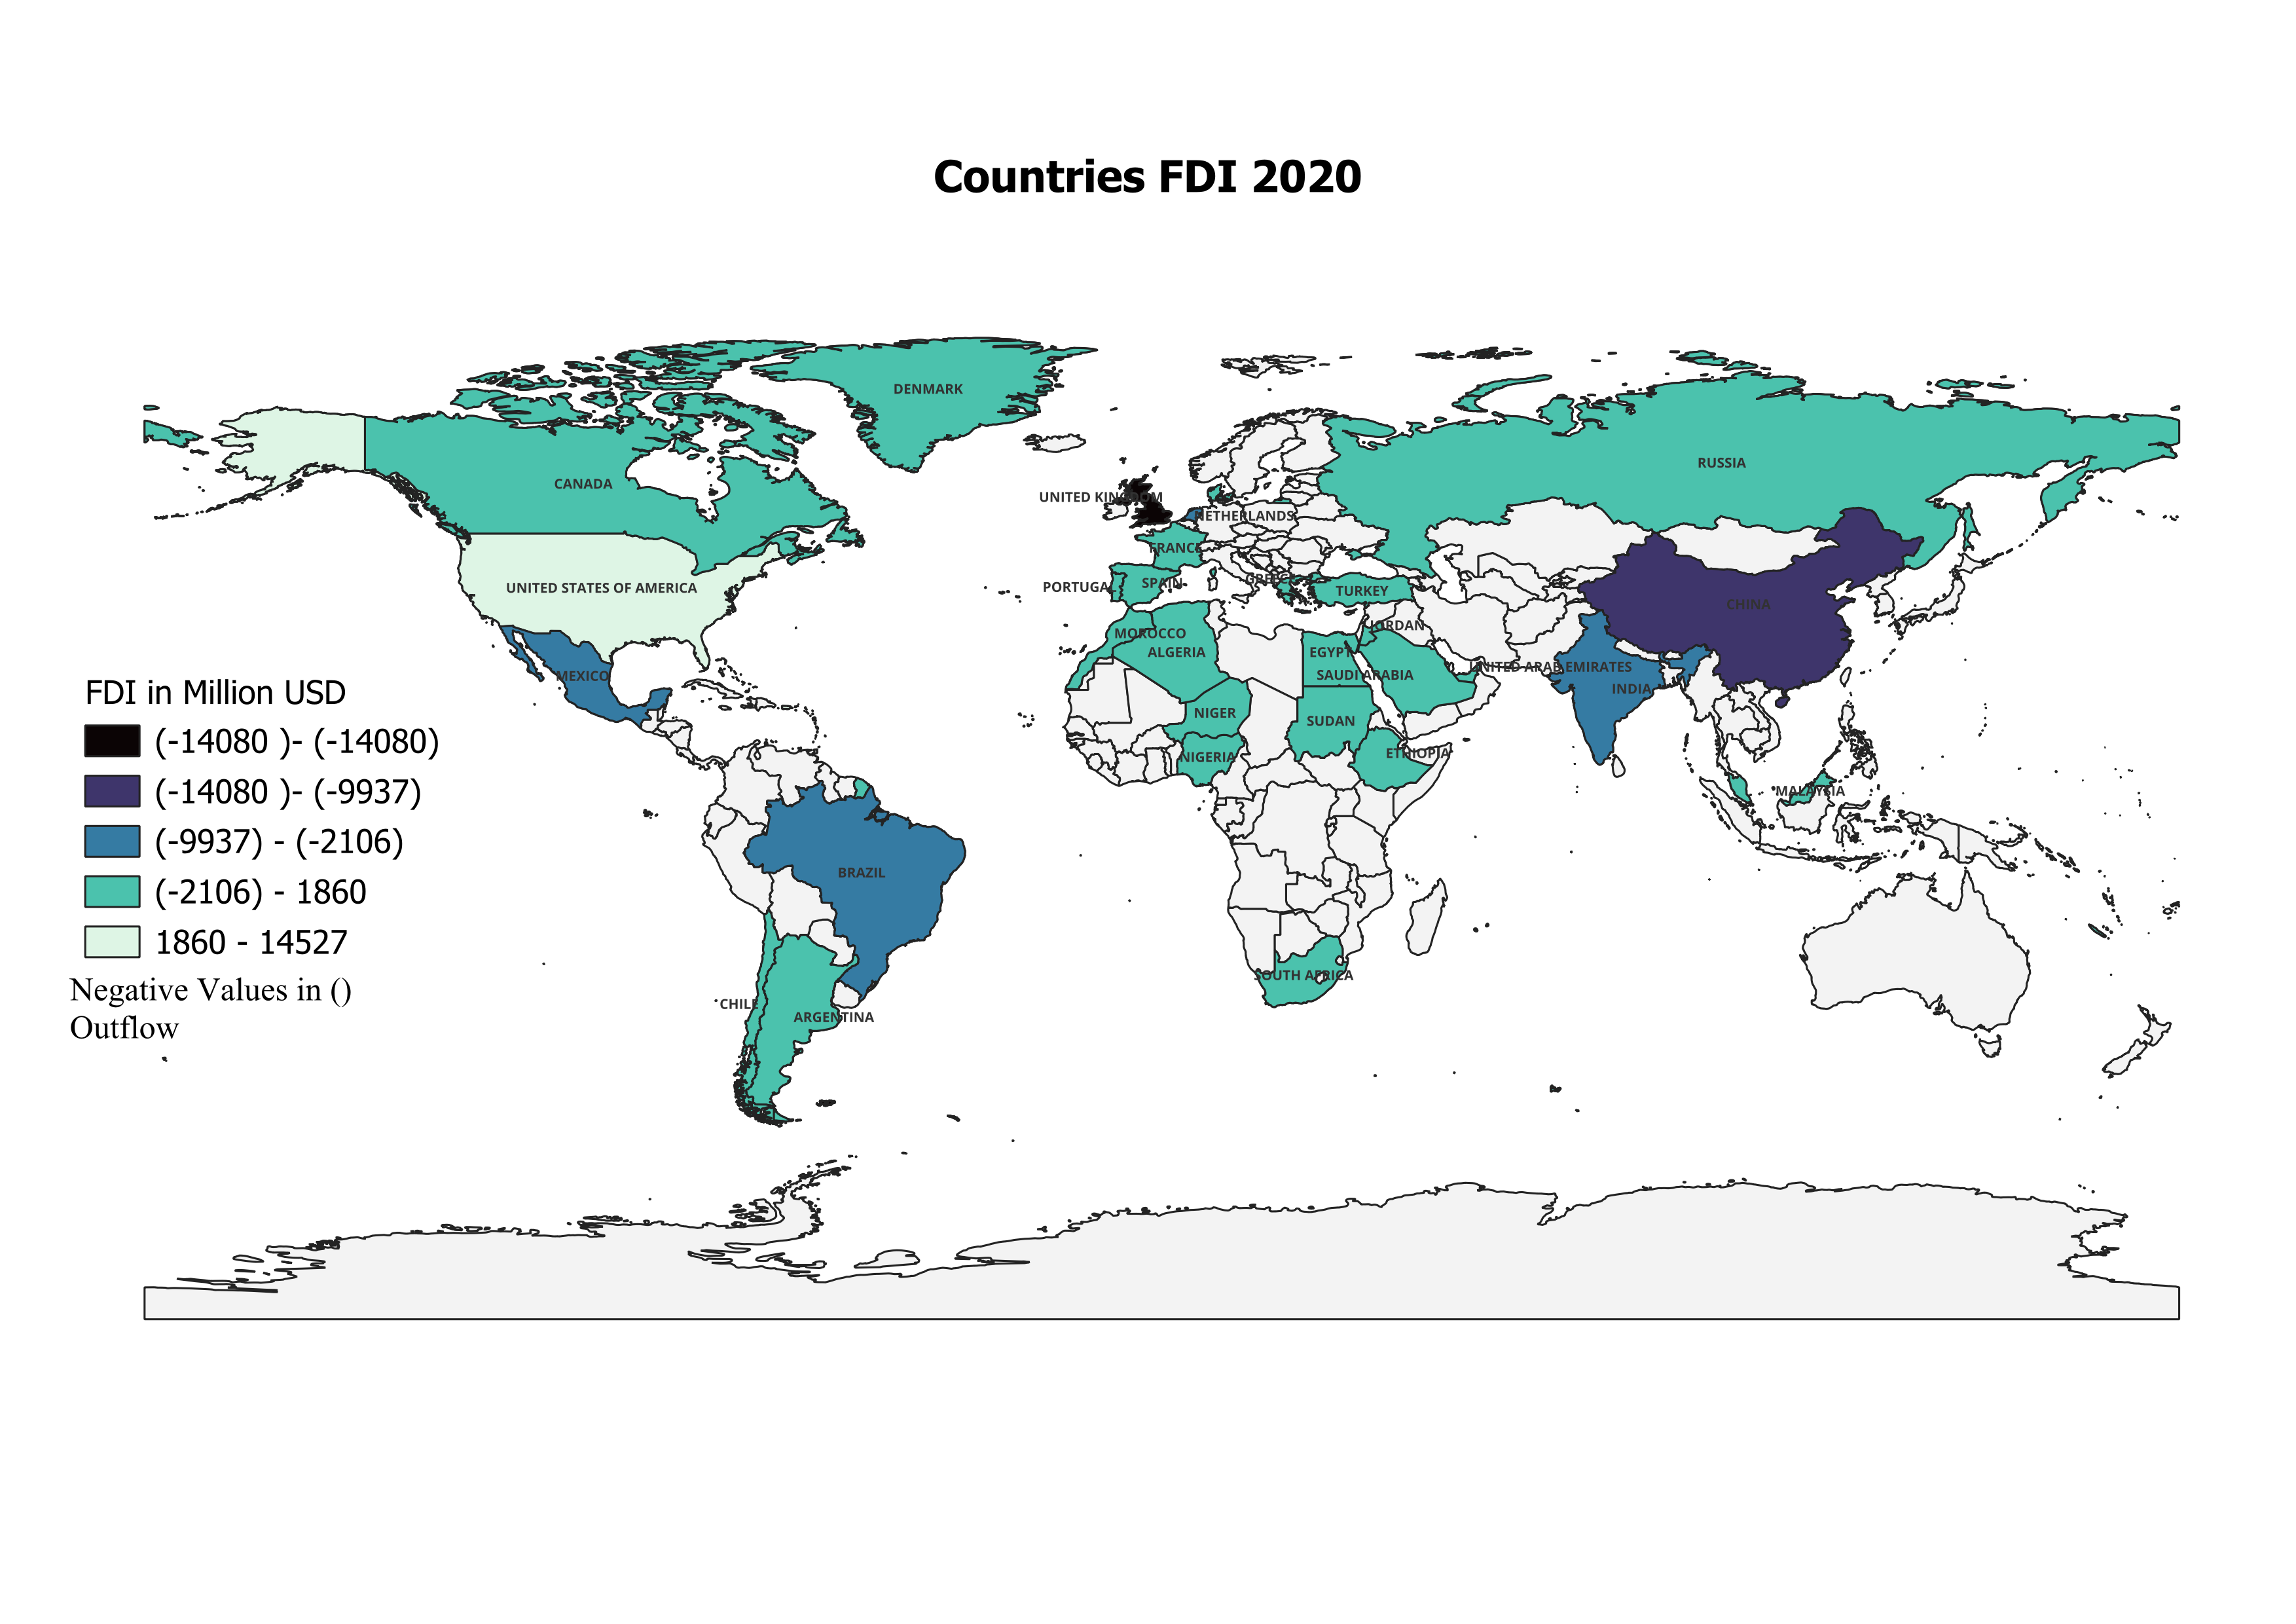 Countries FDI 2020
DENMARK
RUSSIA
CANADA
UNITED KINGDOM
NETHERLANDS
FRANCE
SPAIN
PORTUGAL
GREECE
TURKEY
UNITED STATES OF AMERICA
CHINA
MOROCCO
ALGERIA
JORDAN
EGYPT
SAUDI ARABIA
UNITED ARAB EMIRATES
INDIA
MEXICO
NIGER
SUDAN
NIGERIA
ETHIOPIA
MALAYSIA
BRAZIL
SOUTH AFRICA
CHILE
ARGENTINA
FDI in Million USD
(-14080 )- (-14080)
(-14080 )- (-9937)
(-9937) - (-2106)
(-2106) - 1860
1860 - 14527
Negative Values in ()
Outflow